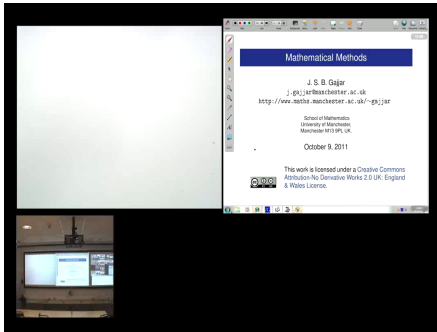 Mathematical Methods
J. S. B. Gajjar
j.gajjar@manchester.ac.uk
http://www.maths.manchester.ac.uk/~gajjar
School of Mathematics
University of Manchester,
Manchester M13 9PL UK.
October 9, 2011
This work is licensed under a Creative Commons
Attribution-No Derivative Works 2.0 UK: England
& Wales License.